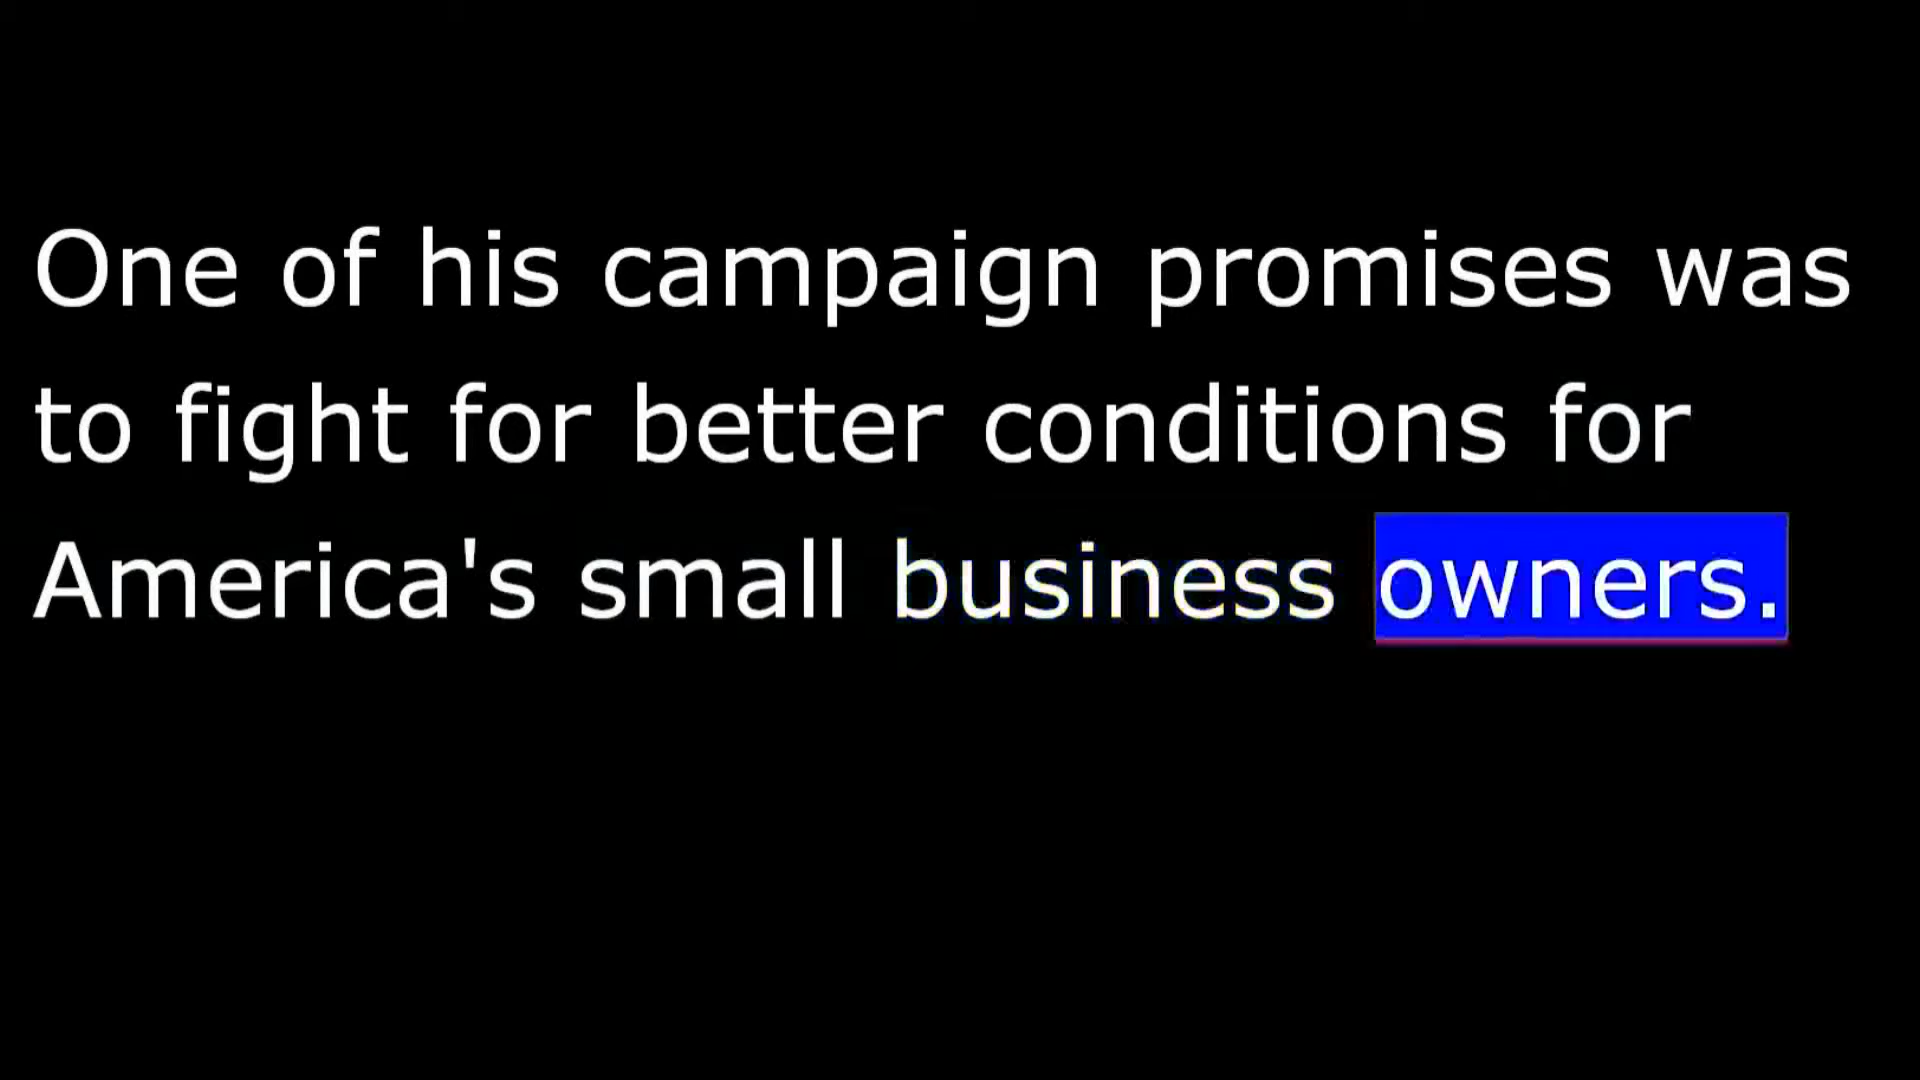 One of his campaign promises was
to fight for better conditions for
America's small business owners.